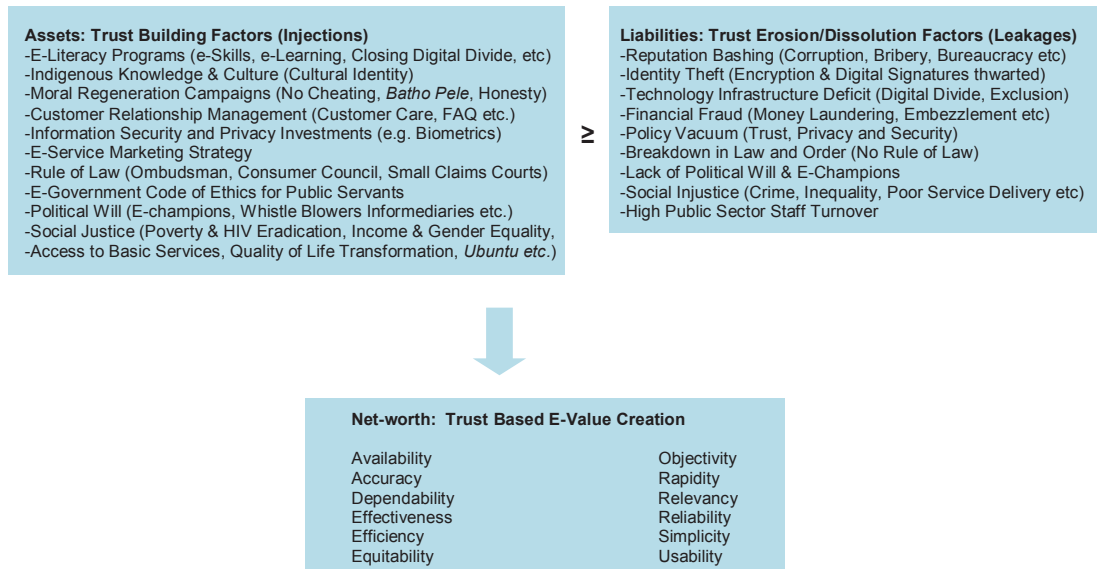 Assets: Trust Building Factors (Injections)
-E-Literacy Programs (e-Skills, e-Learning, Closing Digital Divide, etc)
-Indigenous Knowledge & Culture (Cultural Identity)
-Moral Regeneration Campaigns (No Cheating, Batho Pele, Honesty)
-Customer Relationship Management (Customer Care, FAQ etc.)
-Information Security and Privacy Investments (e.g. Biometrics)
-E-Service Marketing Strategy
-Rule of Law (Ombudsman, Consumer Council, Small Claims Courts)
-E-Government Code of Ethics for Public Servants
-Political Will (E-champions, Whistle Blowers Informediaries etc.)
-Social Justice (Poverty & HIV Eradication, Income & Gender Equality,
-Access to Basic Services, Quality of Life Transformation, Ubuntu etc.)
≥
Liabilities: Trust Erosion/Dissolution Factors (Leakages)
-Reputation Bashing (Corruption, Bribery, Bureaucracy etc)
-Identity Theft (Encryption & Digital Signatures thwarted)
-Technology Infrastructure Deficit (Digital Divide, Exclusion)
-Financial Fraud (Money Laundering, Embezzlement etc)
-Policy Vacuum (Trust, Privacy and Security)
-Breakdown in Law and Order (No Rule of Law)
-Lack of Political Will & E-Champions
-Social Injustice (Crime, Inequality, Poor Service Delivery etc)
-High Public Sector Staff Turnover
Net-worth: Trust Based E-Value Creation
Availability
Accuracy
Dependability
Effectiveness
Efficiency
Equitability
Objectivity
Rapidity
Relevancy
Reliability
Simplicity
Usability